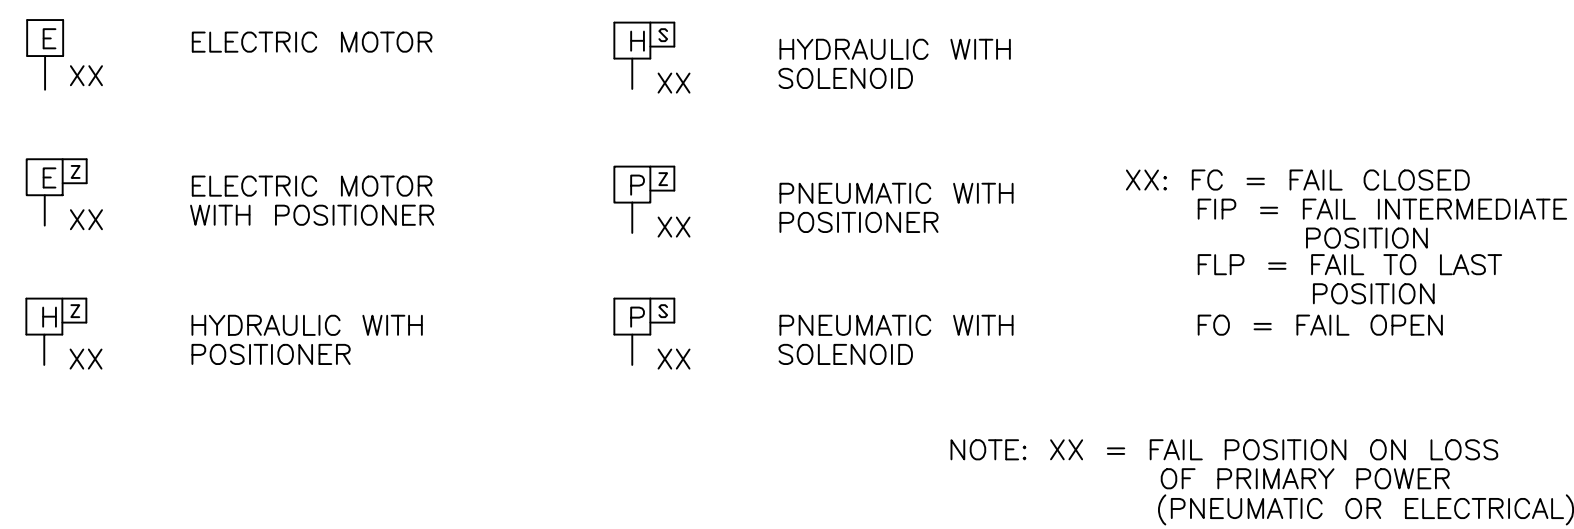 E
XX
ELECTRIC MOTOR
E Z
XX
ELECTRIC MOTOR
WITH POSITIONER
H Z
XX
HYDRAULIC WITH
POSITIONER
H S
XX
HYDRAULIC WITH
SOLENOID
P Z
XX
PNEUMATIC WITH
POSITIONER
P S
XX
PNEUMATIC WITH
SOLENOID
XX: FC = FAIL CLOSED
FIP = FAIL INTERMEDIATE
POSITION
FLP = FAIL TO LAST
POSITION
FO = FAIL OPEN
NOTE: XX = FAIL POSITION ON LOSS
OF PRIMARY POWER
(PNEUMATIC OR ELECTRICAL)